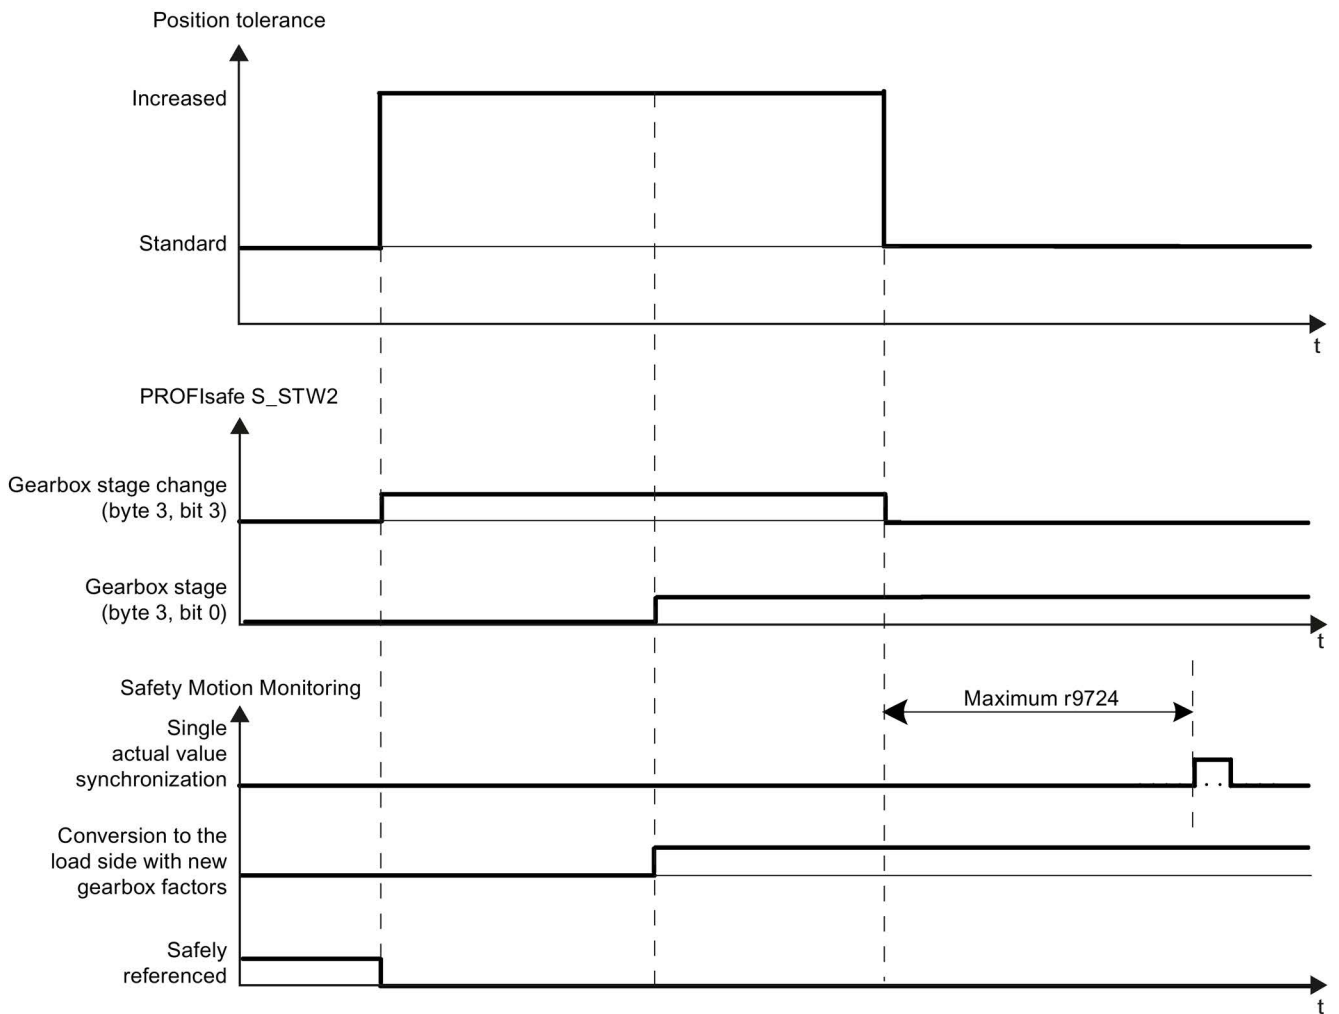 Position tolerance
Increased
Standard
t
PROFIsafe S_STW2
Gearbox stage change
(byte 3, bit 3)
Gearbox stage
(byte 3, bit 0)
t
Safety Motion Monitoring
Maximum r9724
Single
actual value
synchronization
Conversion to the
load side with new
gearbox factors
Safely
referenced
t